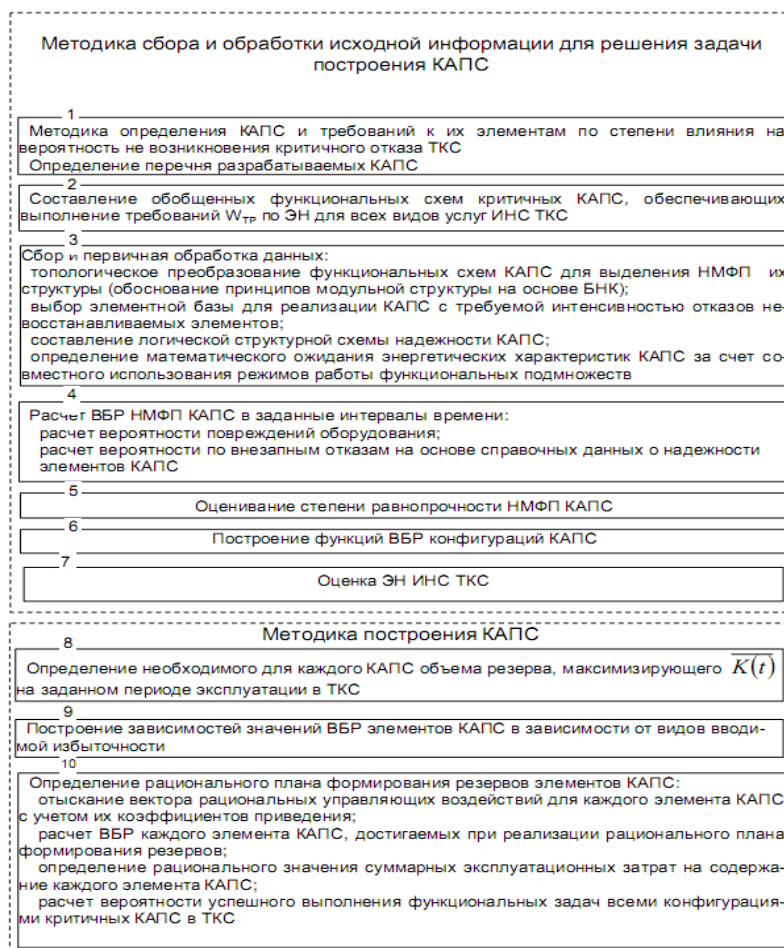 Методика сбора и обработки исходной информации для решения задачи
построения КАПС
1
Методика определения КАПС и требований к их элементам по степени влияния на
вероятность не возникновения критичного отказа ТКС
Определение перечня разрабатываемых КАПС
2
Составление обобщенных функциональных схем критичных КАПС, обеспечивающих
выполнение требований WТР по ЭН для всех видов услуг ИНС ТКС
3
Сбор и первичная обработка данных:
топологическое преобразование функциональных схем КАПС для выделения НМФП их
структуры (обоснование принципов модульной структуры на основе БНК);
выбор элементной базы для реализации КАПС с требуемой интенсивностью отказов не-
восстанавливаемых элементов;
составление логической структурной схемы надежности КАПС;
определение математического ожидания энергетических характеристик КАПС за счет со-
вместного использования режимов работы функциональных подмножеств
4
Расчет ВБР НМФП КАПС в заданные интервалы времени:
расчет вероятности повреждений оборудования;
расчет вероятности по внезапным отказам на основе справочных данных о надежности
элементов КАПС
5
Оценивание степени равнопрочности НМФП КАПС
6
Построение функций ВБР конфигураций КАПС
7
Оценка ЭН ИНС ТКС
Методика построения КАПС
8
Определение необходимого для каждого КАПС объема резерва, максимизирующего K(t)
на заданном периоде эксплуатации в ТКС
9
Построение зависимостей значений ВБР элементов КАПС в зависимости от видов вводи-
мой избыточности
10
Определение рационального плана формирования резервов элементов КАПС:
отыскание вектора рациональных управляющих воздействий для каждого элемента КАПС
с учетом их коэффициентов приведения;
расчет ВБР каждого элемента КАПС, достигаемых при реализации рационального плана
формирования резервов;
определение рационального значения суммарных эксплуатационных затрат на содержа-
ние каждого элемента КАПС;
расчет вероятности успешного выполнения функциональных задач всеми конфигурация-
ми критичных КАПС в ТКС